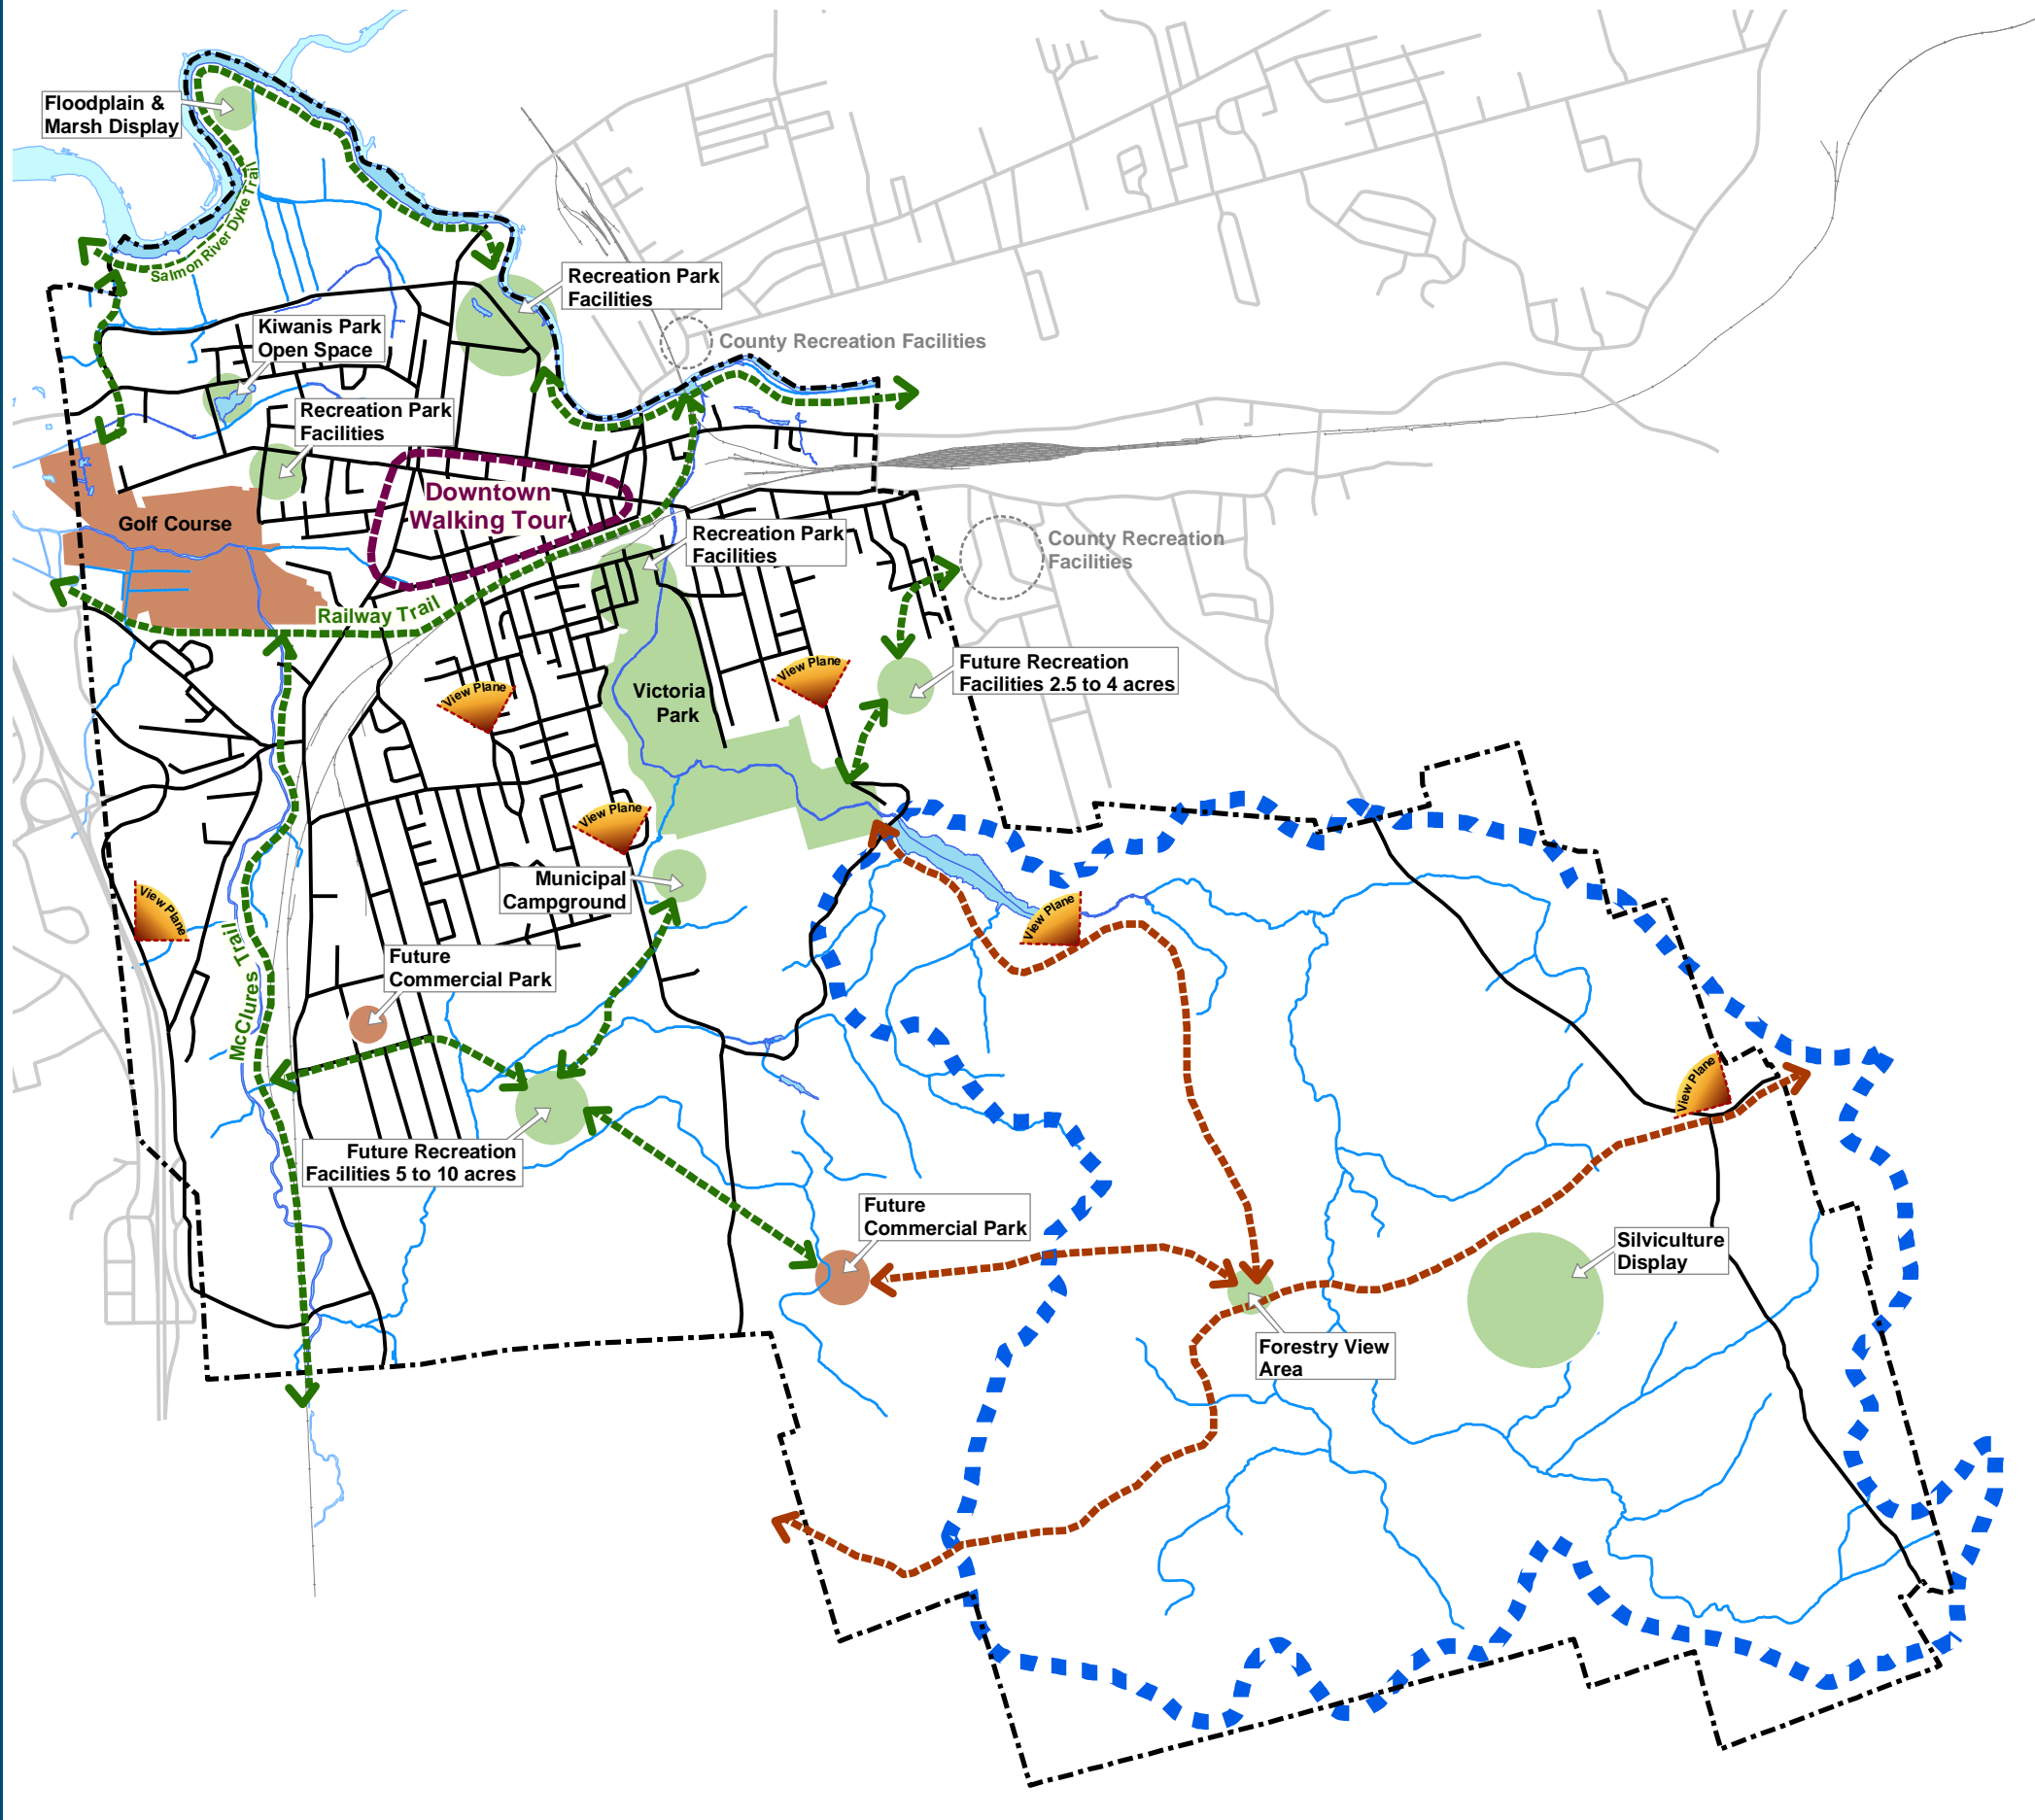 Floodplain &
Marsh Display
Salmon River Dyke Trail
Recreation Park
Facilities
Kiwanis Park
Open Space
County Recreation Facilities
Recreation Park
Facilities
Downtown
Walking Tour
Golf Course
Recreation Park
Facilities
County Recreation
Facilities
Railway Trail
Future Recreation
Facilities 2.5 to 4 acres
View Plane
View Plane
Victoria
Park
View Plane
Municipal
Campground
View Plane
View Plane
McClures Trail
Future
Commercial Park
View Plane
Future Recreation
Facilities 5 to 10 acres
Future
Commercial Park
Silviculture
Display
Forestry View
Area